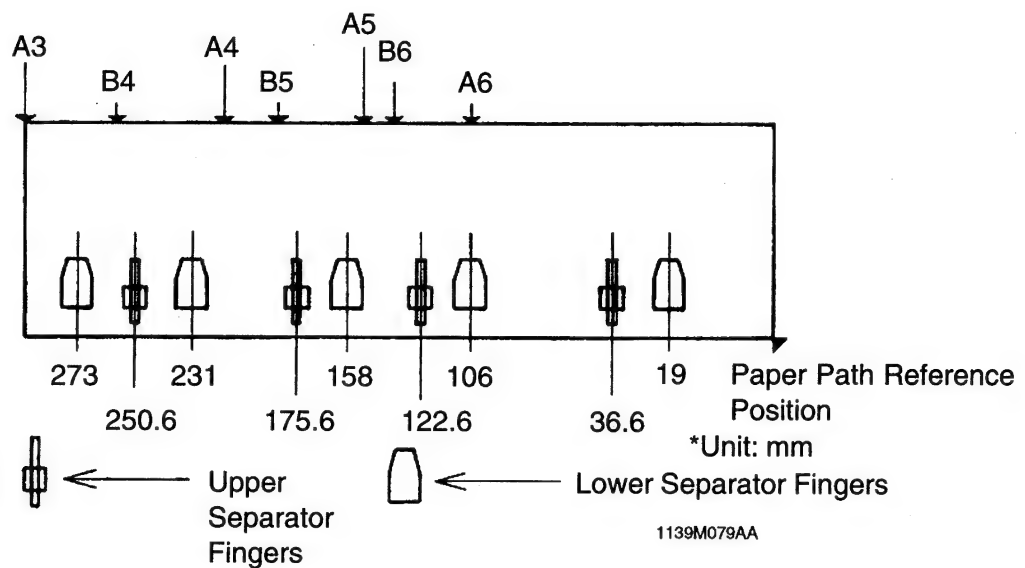 A3
B4
A4
B5
A5
B6
A6
273
250.6
231
175.6
158
122.6
106
36.6
19
Paper Path Reference
Position
*Unit: mm
Upper
Separator
Fingers
Lower Separator Fingers
1139M079AA